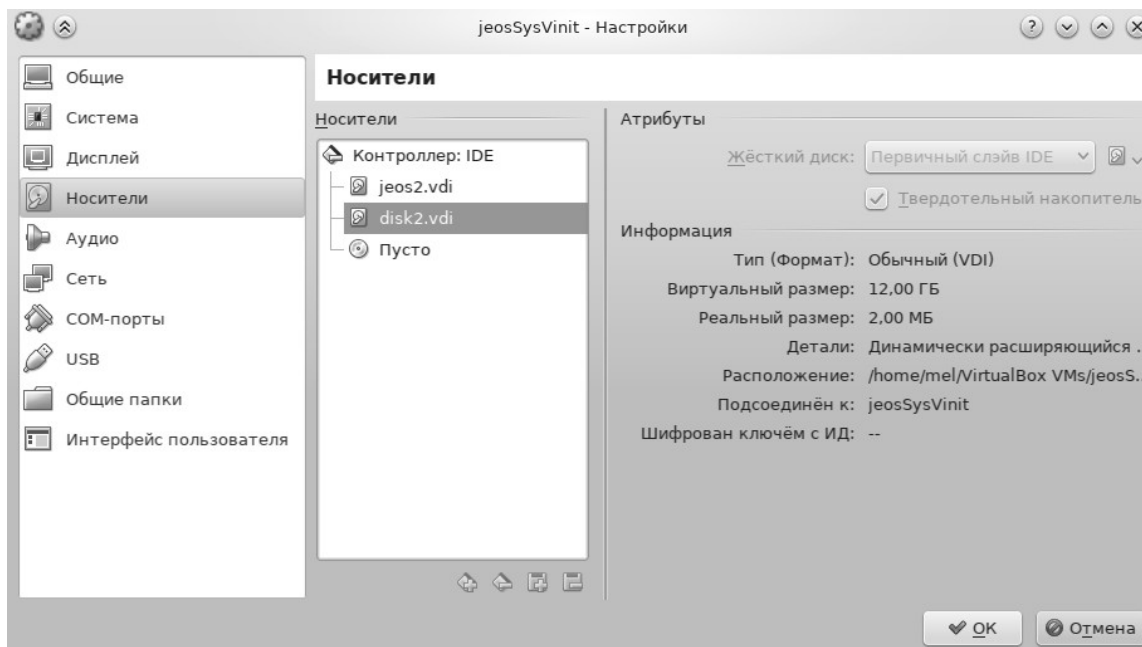 jeosSysVinit - Настройки
Общие
Система
Дисплей
Носители
Аудио
Сеть
COM-порты
USB
Общие папки
Интерфейс пользователя
Носители
Носители
Контроллер: IDE
jeos2.vdi
disk2.vdi
Пусто
Атрибуты
Жёсткий диск: Первичный слэйв IDE
Твердотельный накопитель
Информация
Тип (Формат): Обычный (VDI)
Виртуальный размер: 12,00 ГБ
Реальный размер: 2,00 МБ
Детали: Динамически расширяющийся .
Расположение: /home/mel/VirtualBox VMs/jeosS..
Подсоединён к: jeosSysVinit
Шифрован ключём с ИД: --
OK
Отмена